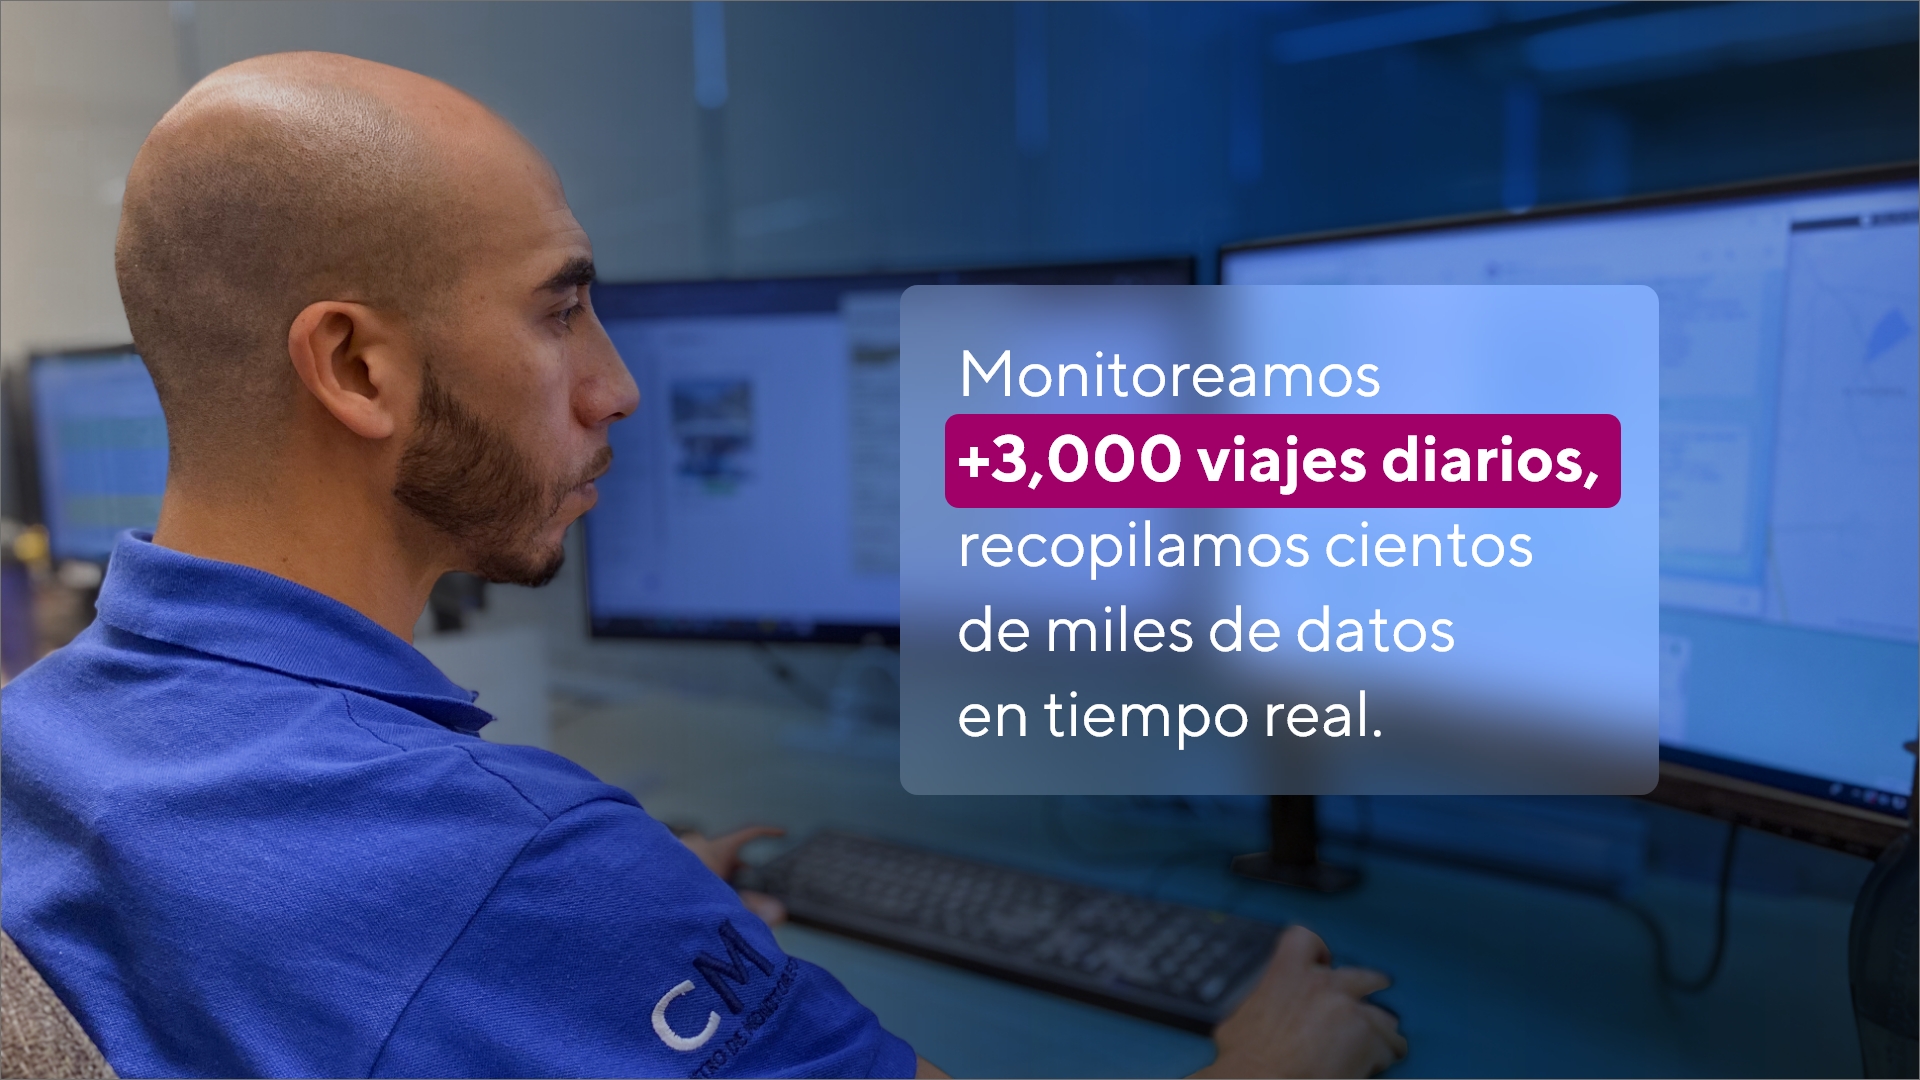 Monitoreamos
+3,000 viajes diarios,
recopilamos cientos
de miles de datos
en tiempo real.
CM